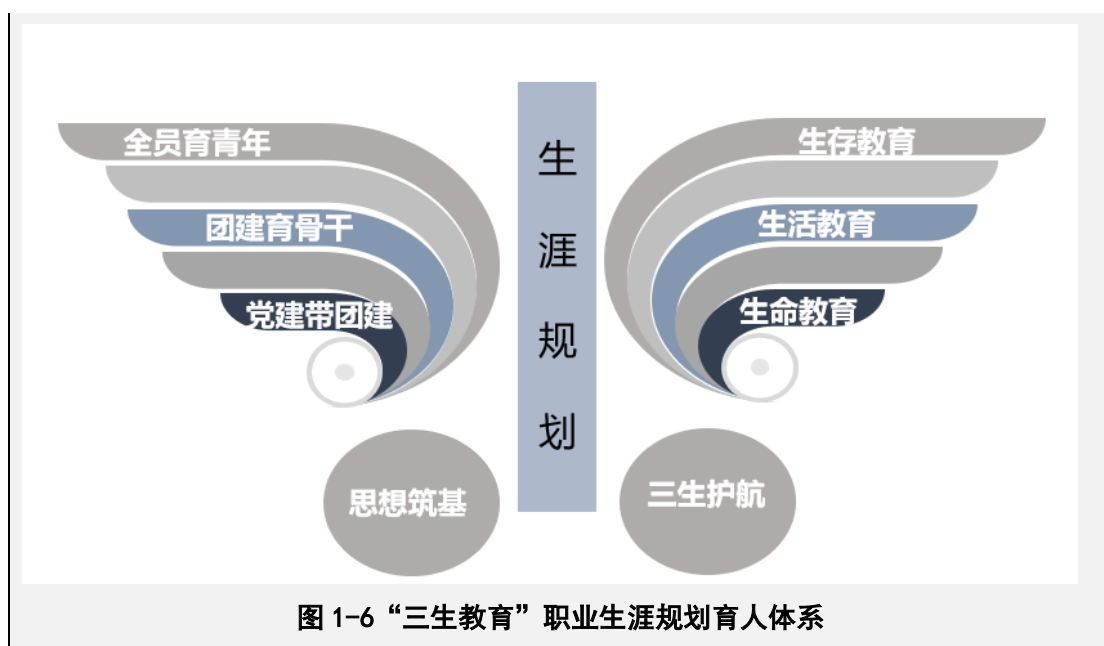 全员育青年
团建育骨干
党建带团建
思想筑基
生涯规划
生存教育
生活教育
生命教育
三生护航
图 1-6“三生教育”职业生涯规划育人体系